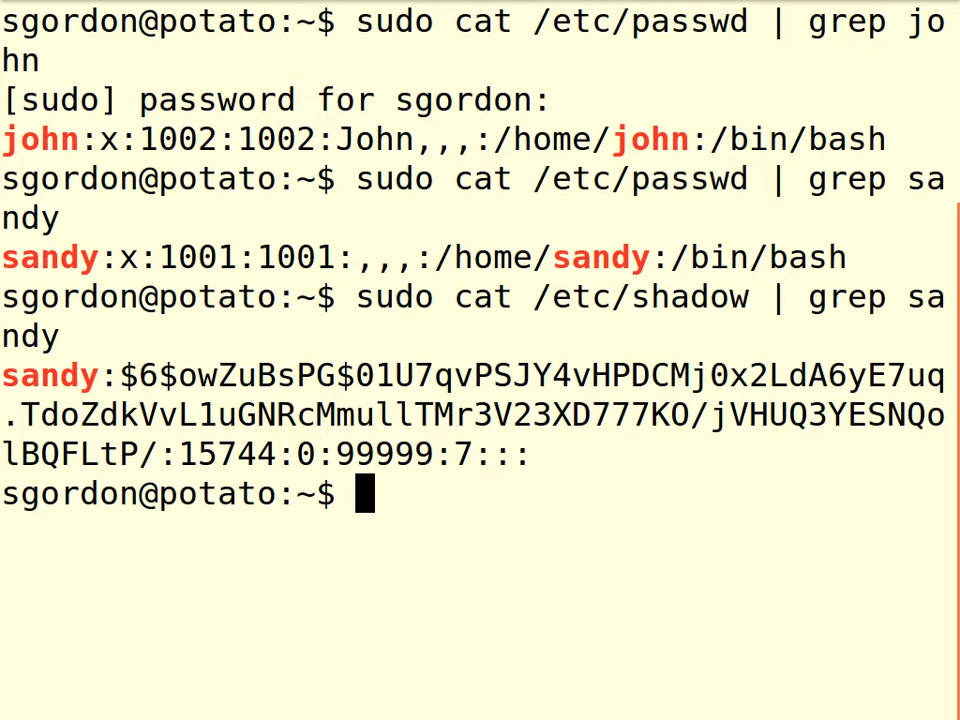 sgordon@potato:~$ sudo cat /etc/passwd | grep jo
hn
[sudo] password for sgordon:
john:x:1002:1002:John,,,:/home/john:/bin/bash
sgordon@potato:~$ sudo cat /etc/passwd | grep sa
ndy
sandy:x:1001:1001:,,,:/home/sandy:/bin/bash
sgordon@potato:~$ sudo cat /etc/shadow | grep sa
ndy
sandy:$6$owZuBsPG$01U7qvPSJY4vHPDCMj0x2LdA6yE7uq
.TdoZdkVvL1uGNRcMmullTMr3V23XD777KO/jVHUQ3YESNQo
lBQFLtP/:15744:0:99999:7:::
sgordon@potato:~$